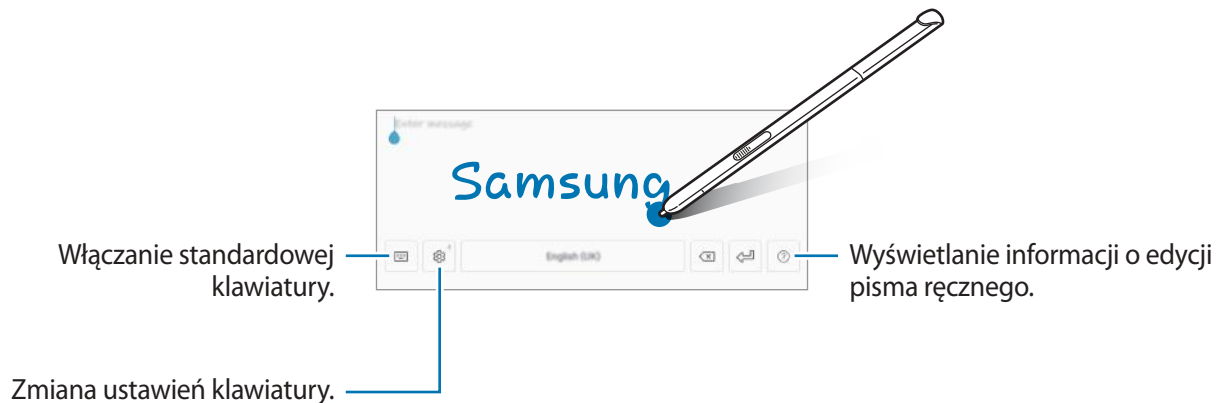 Enter message
Samsung
English (UK)
Włączanie standardowej
klawiatury.
Wyświetlanie informacji o edycji
pisma ręcznego.
Zmiana ustawień klawiatury.